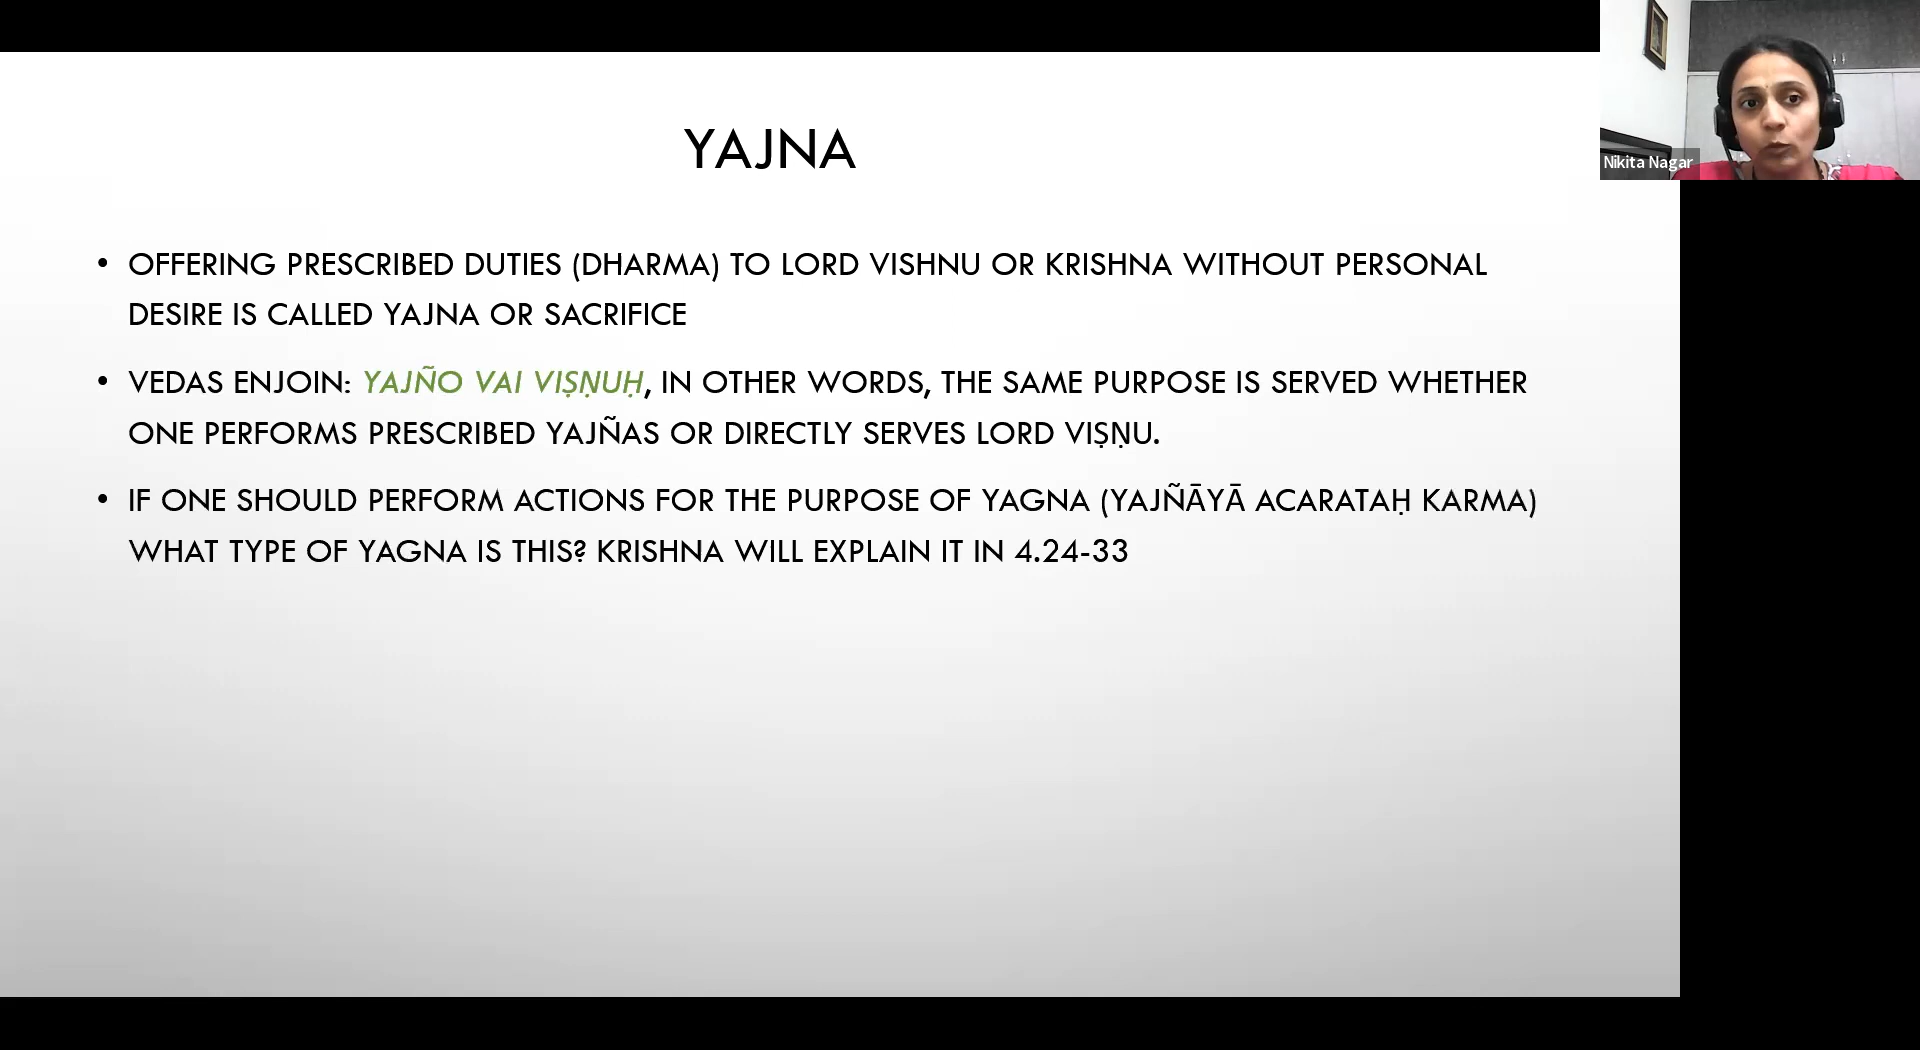 YAJNA
• OFFERING PRESCRIBED DUTIES (DHARMA) TO LORD VISHNU OR KRISHNA WITHOUT PERSONAL
DESIRE IS CALLED YAJNA OR SACRIFICE
• VEDAS ENJOIN: YAJÑO VAI VIṢṆUḤ, IN OTHER WORDS, THE SAME PURPOSE IS SERVED WHETHER
ONE PERFORMS PRESCRIBED YAJÑAS OR DIRECTLY SERVES LORD VIṢṆU.
• IF ONE SHOULD PERFORM ACTIONS FOR THE PURPOSE OF YAGNA (YAJÑĀYĀ ACARATAḤ KARMA)
WHAT TYPE OF YAGNA IS THIS? KRISHNA WILL EXPLAIN IT IN 4.24-33
Nikita Nagar